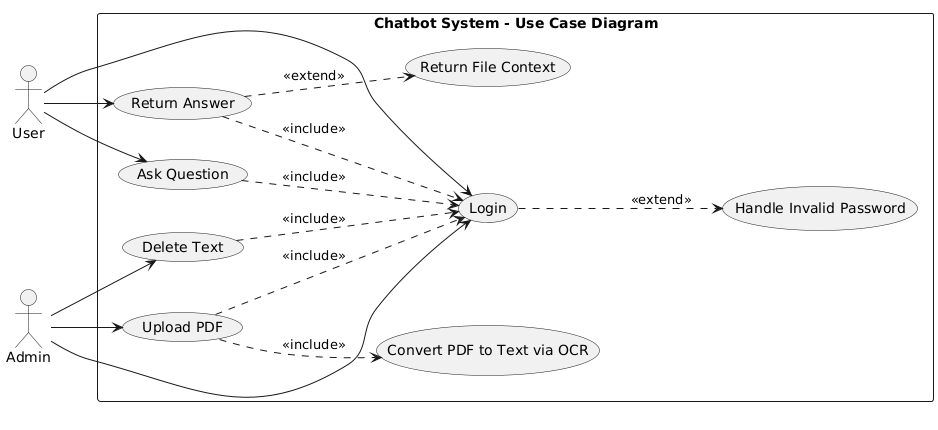 Chatbot System - Use Case Diagram
Return File Context
«extend»
Return Answer
User
«include»
Ask Question
«include»
Login
«extend»
Handle Invalid Password
«include»
Delete Text
«include»
Upload PDF
Admin
«include»
Convert PDF to Text via OCR